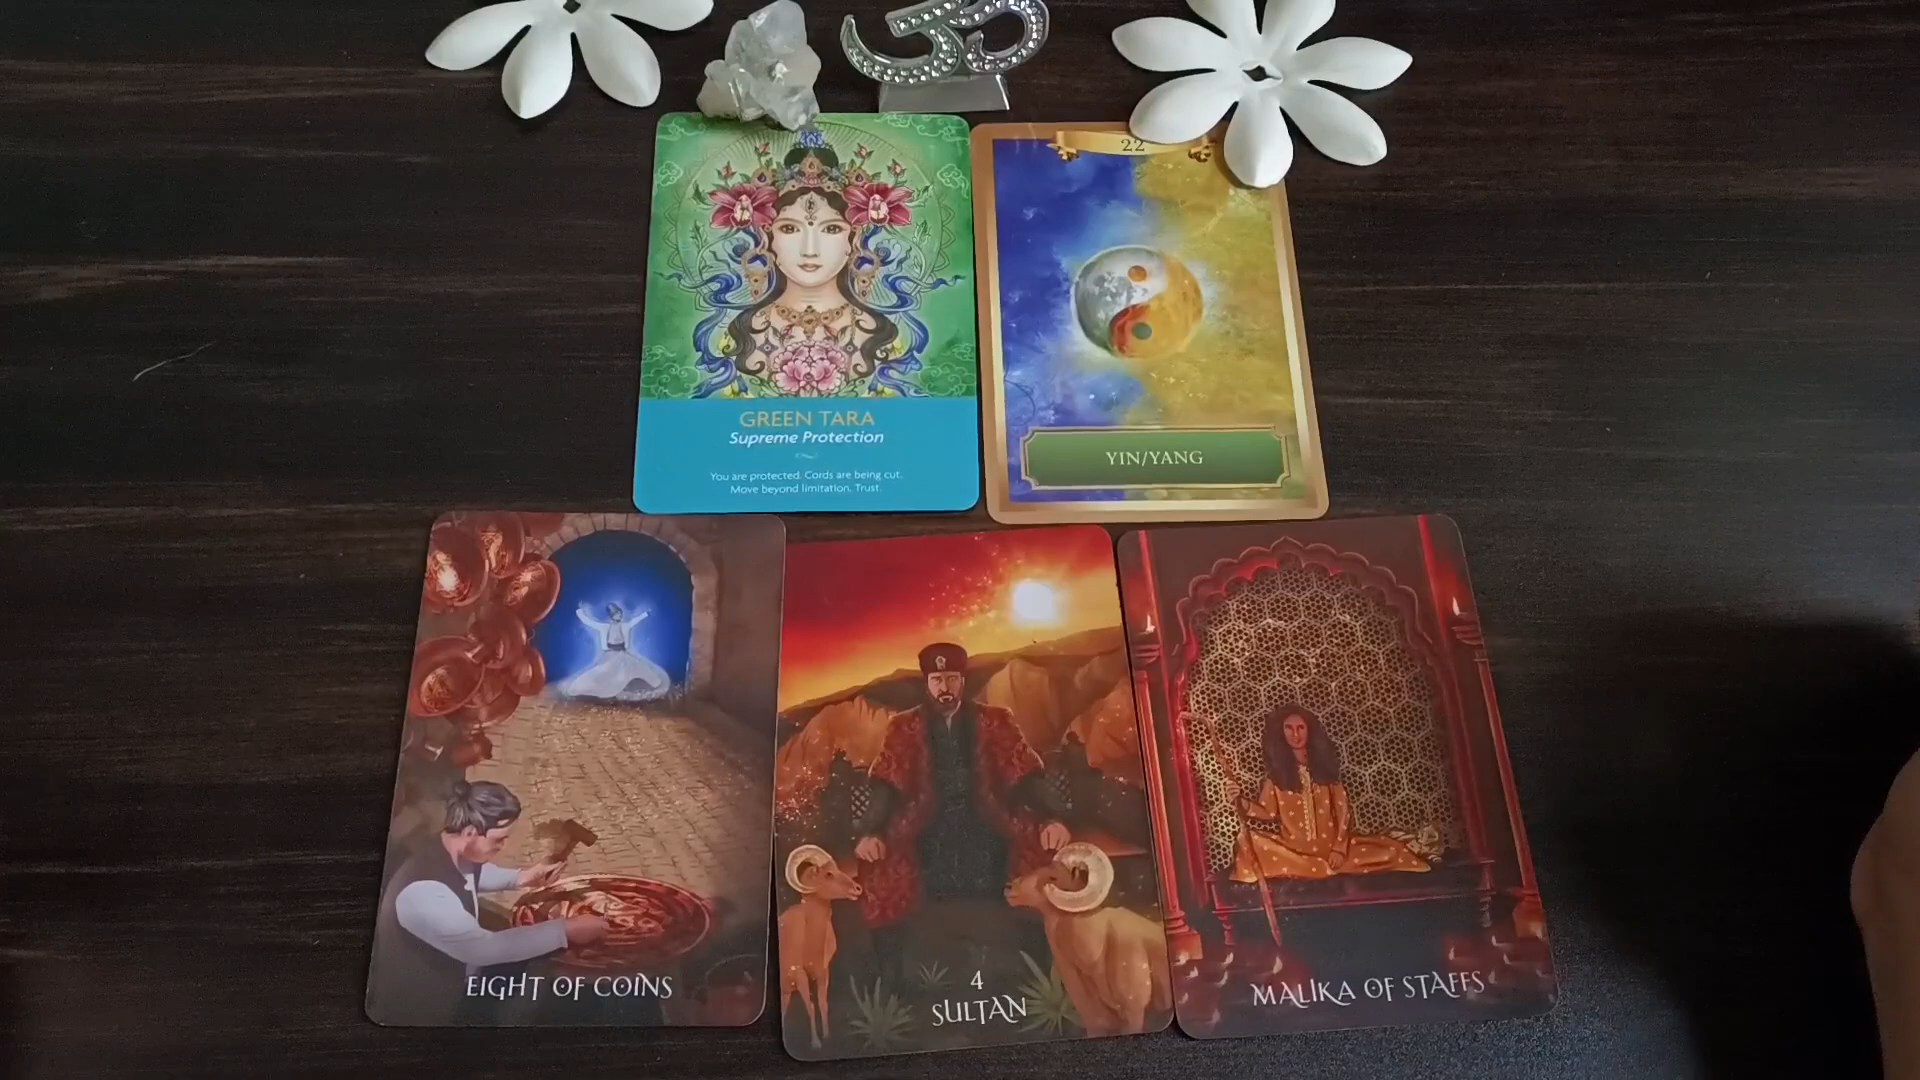 GREEN TARA
Supreme Protection
You are protected. Cords are being cut.
Move beyond limitation. Trust.
22
YIN/YANG
EIGHT OF COINS
4
SULTAN
MALIKA OF STAFFS